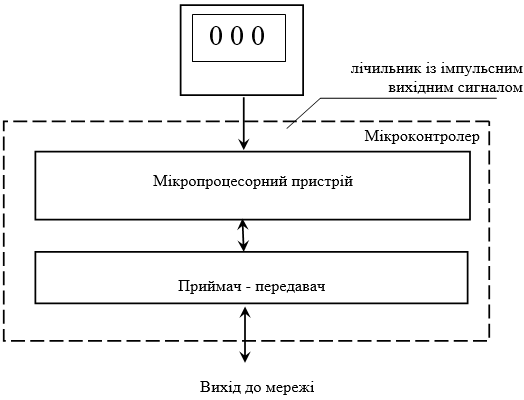 0 0 0
лічильник із імпульсним
вихідним сигналом
Мікроконтролер
Мікропроцесорний пристрій
Приймач - передавач
Вихід до мережі